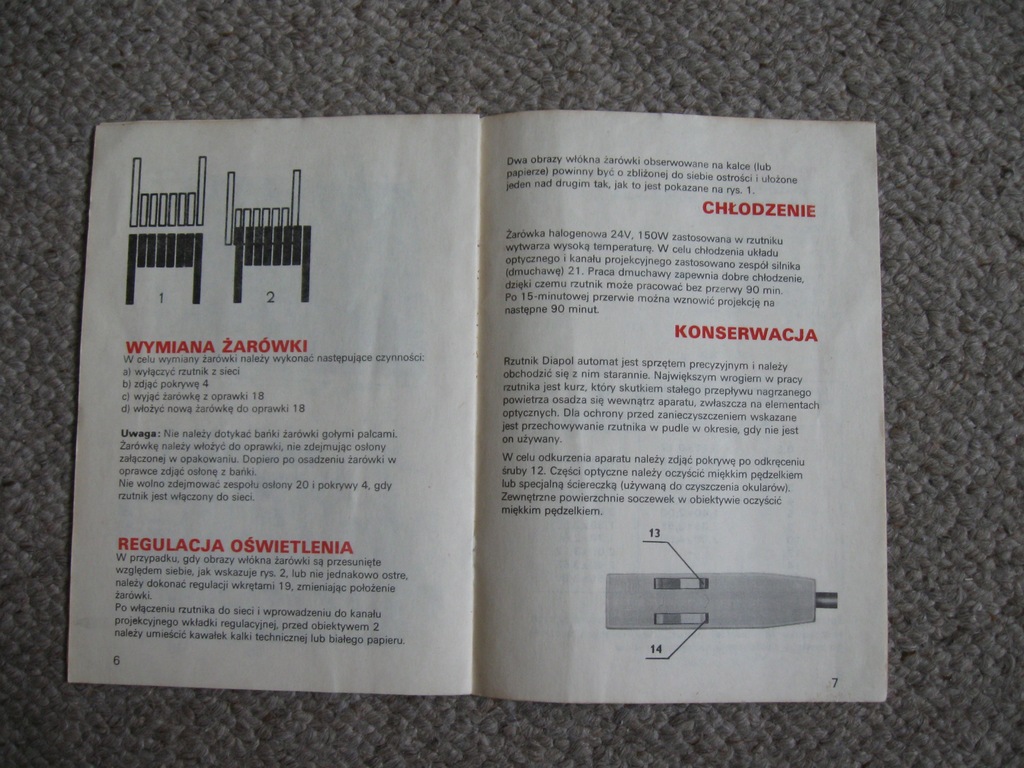 1
2
WYMIANA ŻARÓWKI
W celu wymiany żarówki należy wykonać następujące czynności:
a) wyłączyć rzutnik z sieci
b) zdjąć pokrywę 4
c) wyjąć żarówkę z oprawki 18
d) włożyć nową żarówkę do oprawki 18
Uwaga: Nie należy dotykać bańki żarówki gołymi palcami.
Żarówkę należy włożyć do oprawki, nie zdejmując osłony
załączonej w opakowaniu. Dopiero po osadzeniu żarówki w
oprawce zdjąć osłonę z bańki.
Nie wolno zdejmować zespołu osłony 20 i pokrywy 4, gdy
rzutnik jest włączony do sieci.
REGULACJA OŚWIETLENIA
W przypadku, gdy obrazy włókna żarówki są przesunięte
względem siebie, jak wskazuje rys. 2, lub nie jednakowo ostre,
należy dokonać regulacji wkrętami 19, zmieniając położenie
żarówki.
Po włączeniu rzutnika do sieci i wprowadzeniu do kanału
projekcyjnego wkładki regulacyjnej, przed obiektywem 2
należy umieścić kawałek kalki technicznej lub białego papieru.
6
Dwa obrazy włókna żarówki obserwowane na kalce (lub
papierze) powinny być o zbliżonej do siebie ostrości i ułożone
jeden nad drugim tak, jak to jest pokazane na rys. 1.
CHŁODZENIE
Żarówka halogenowa 24V, 150W zastosowana w rzutniku
wytwarza wysoką temperaturę. W celu chłodzenia układu
optycznego i kanału projekcyjnego zastosowano zespół silnika
(dmuchawę) 21. Praca dmuchawy zapewnia dobre chłodzenie,
dzięki czemu rzutnik może pracować bez przerwy 90 min.
Po 15-minutowej przerwie można wznowić projekcję na
następne 90 minut.
KONSERWACJA
Rzutnik Diapol automat jest sprzętem precyzyjnym i należy
obchodzić się z nim starannie. Największym wrogiem w pracy
rzutnika jest kurz, który skutkiem stałego przepływu nagrzanego
powietrza osadza się wewnątrz aparatu, zwłaszcza na elementach
optycznych. Dla ochrony przed zanieczyszczeniem wskazane
jest przechowywanie rzutnika w pudle w okresie, gdy nie jest
on używany.
W celu odkurzenia aparatu należy zdjąć pokrywę po odkręceniu
śruby 12. Części optyczne należy oczyścić miękkim pędzelkiem
lub specjalną ściereczką (używaną do czyszczenia okularów).
Zewnętrzne powierzchnie soczewek w obiektywie oczyścić
miękkim pędzelkiem.
13
14
7